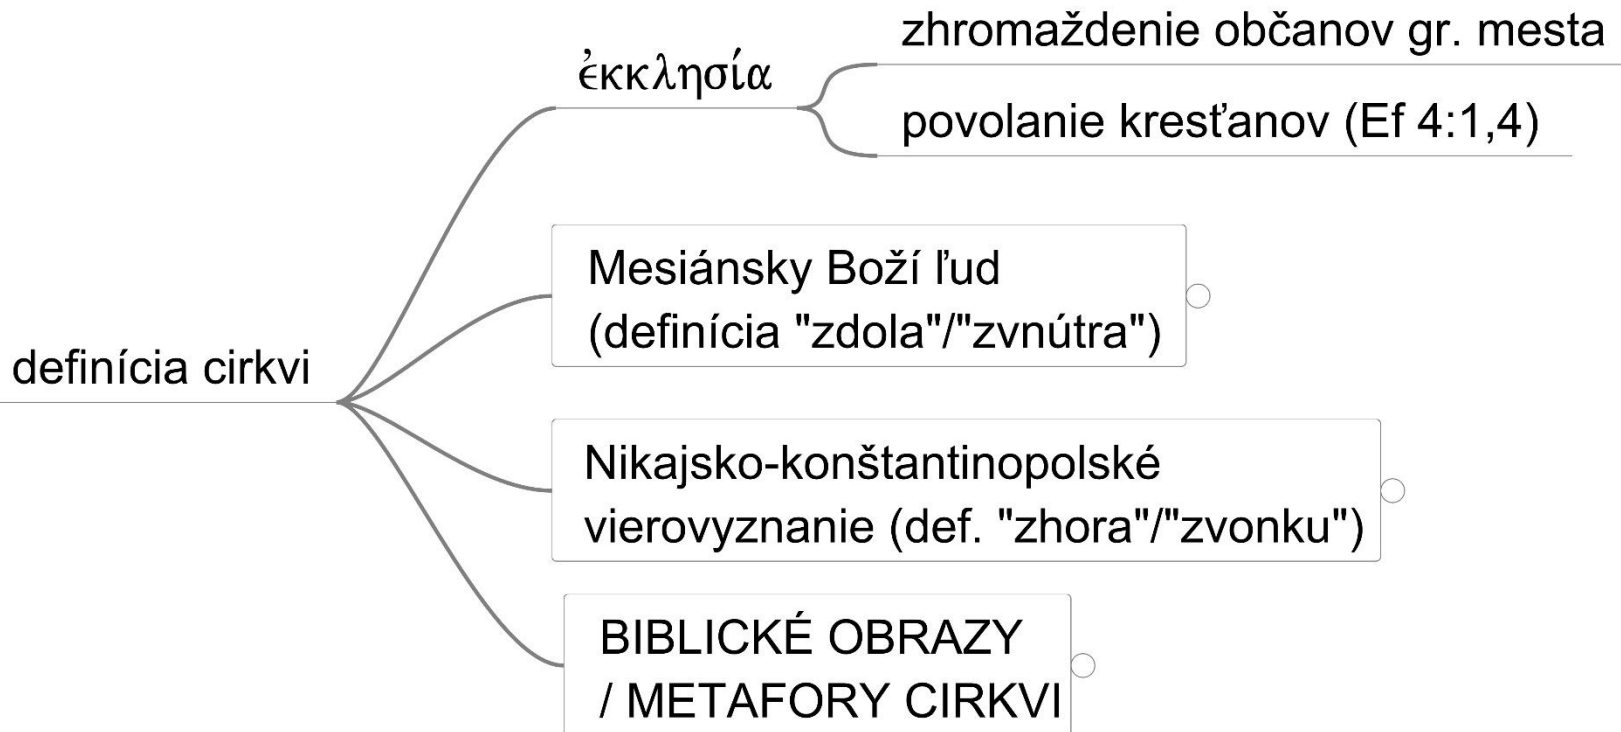 zhromaždenie občanov gr. mesta
ἐκκλησία
povolanie kresťanov (Ef 4:1,4)
Mesiánsky Boží ľud
(definícia "zdola"/"zvnútra")
definícia cirkvi
Nikajsko-konštantinopolské
vierovyznanie (def. "zhora"/"zvonku")
BIBLICKÉ OBRAZY
/ METAFORY CIRKVI